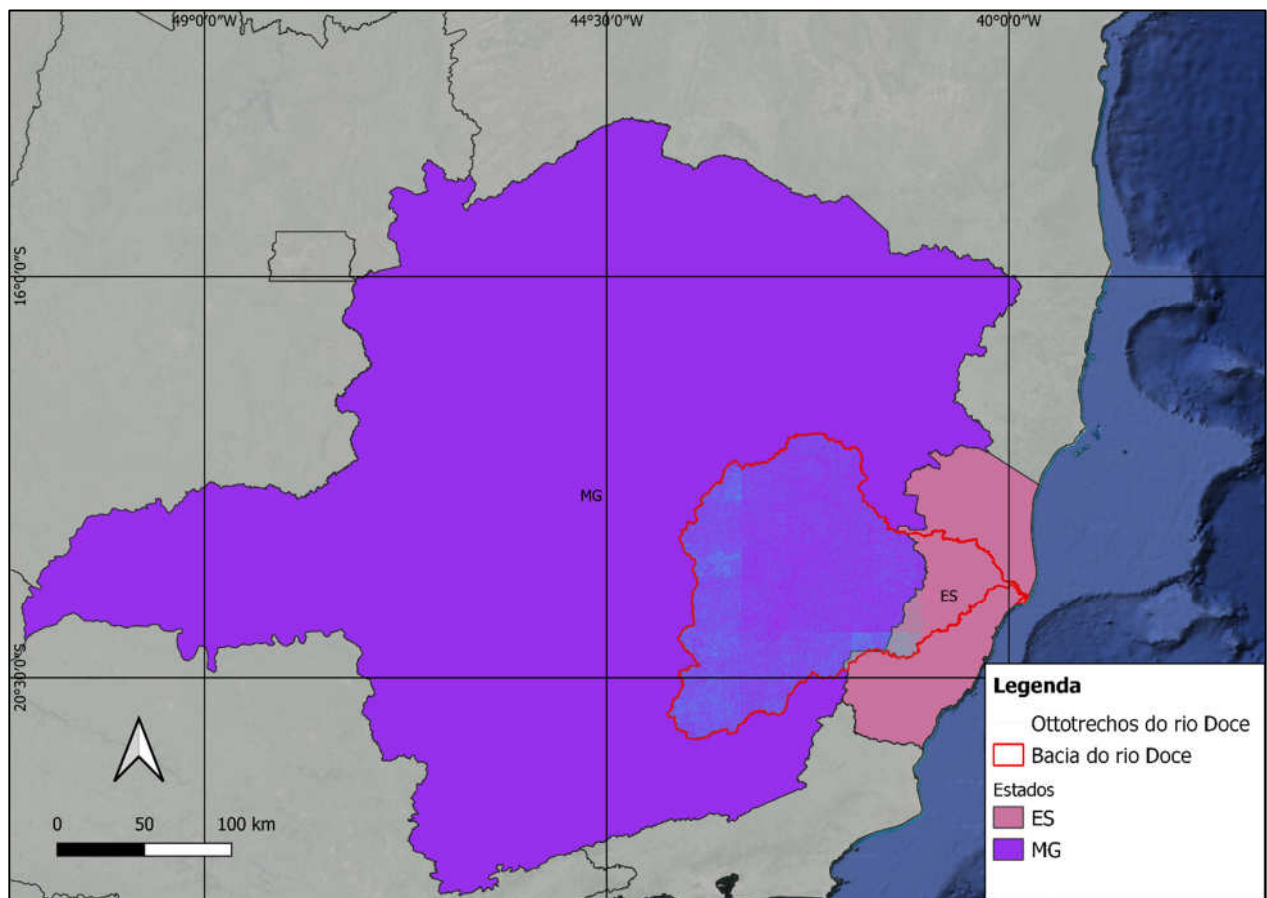 49°0'0"W 44°30'0"W 40°0'0"W
16°0'0"S
MG
ES
20°30'0"S
0 50 100 km
Legenda
Ottotrechos do rio Doce
Bacia do rio Doce
Estados
ES
MG